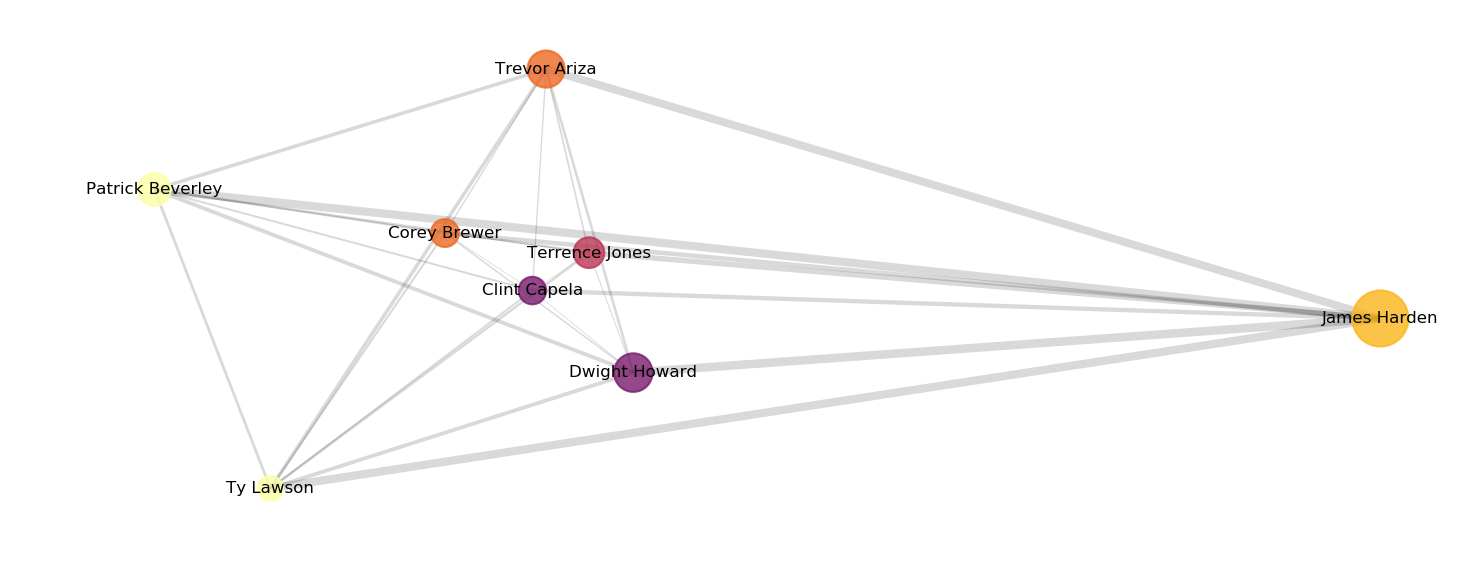 Trevor Ariza
Patrick Beverley
Corey Brewer
Terrence Jones
Clint Capela
James Harden
Dwight Howard
Ty Lawson